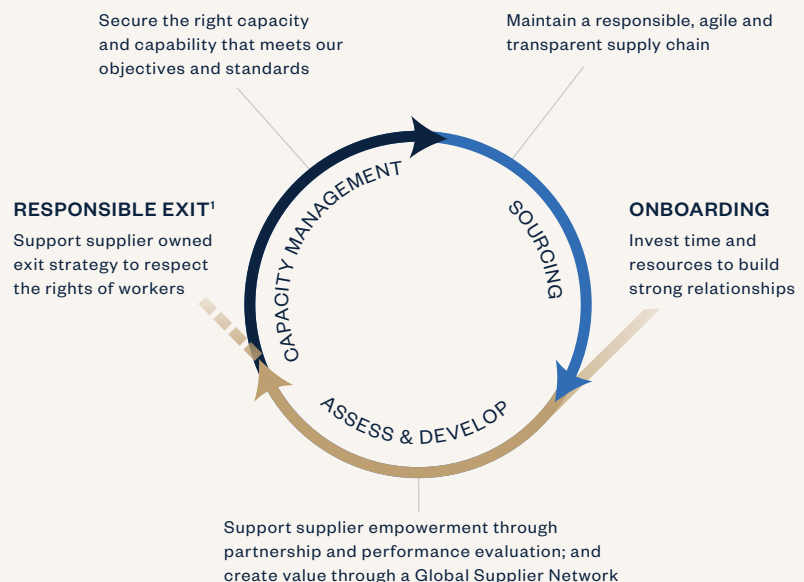 Secure the right capacity
and capability that meets our
objectives and standards
Maintain a responsible, agile and
transparent supply chain
CAPACITY MANAGEMENT
SOURCING
RESPONSIBLE EXIT¹
Support supplier owned
exit strategy to respect
the rights of workers
ONBOARDING
Invest time and
resources to build
strong relationships
ASSESS & DEVELOP
Support supplier empowerment through
partnership and performance evaluation; and
create value through a Global Supplier Network